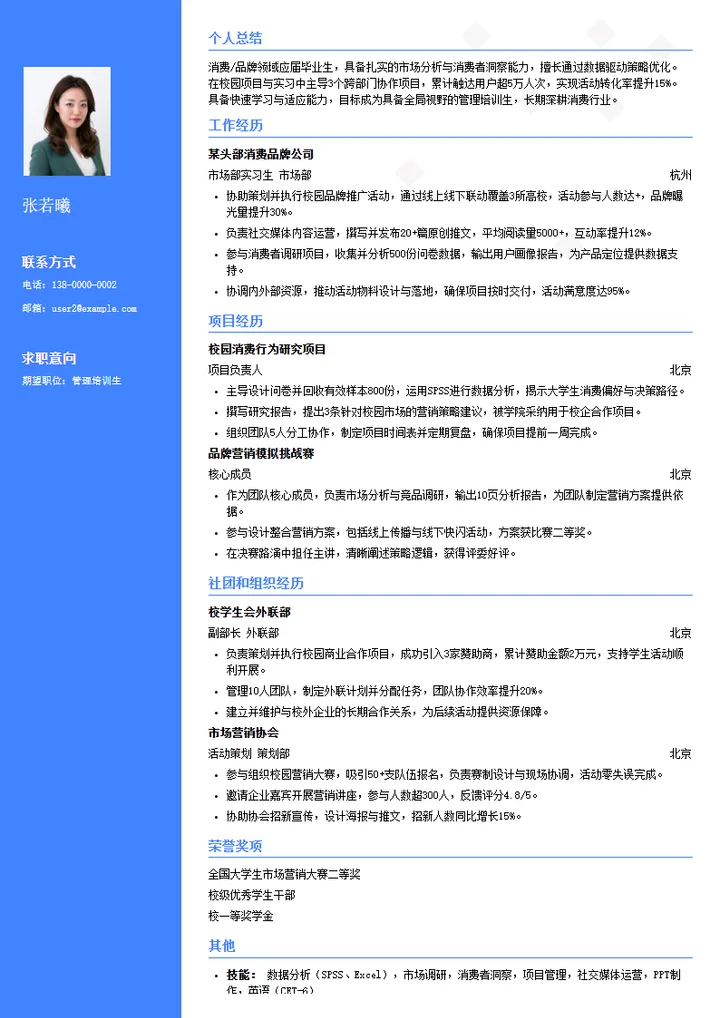 张若曦
联系方式
电话：138-0000-0002
邮箱：user2@example.com
求职意向
期望职位：管理培训生
个人总结
消费/品牌领域应届毕业生，具备扎实的市场分析与消费者洞察能力，擅长通过数据驱动策略优化。
在校园项目与实习中主导3个跨部门协作项目，累计触达用户超5万人次，实现活动转化率提升15%。
具备快速学习与适应能力，目标成为具备全局视野的管理培训生，长期深耕消费行业。
工作经历
某头部消费品牌公司
市场部实习生 市场部 杭州
• 协助策划并执行校园品牌推广活动，通过线上线下联动覆盖3所高校，活动参与人数达+，品牌曝
光量提升30%。
• 负责社交媒体内容运营，撰写并发布20+篇原创推文，平均阅读量5000+，互动率提升12%。
• 参与消费者调研项目，收集并分析500份问卷数据，输出用户画像报告，为产品定位提供数据支
持。
• 协调内外部资源，推动活动物料设计与落地，确保项目按时交付，活动满意度达95%。
项目经历
校园消费行为研究项目
项目负责人 北京
• 主导设计问卷并回收有效样本800份，运用SPSS进行数据分析，揭示大学生消费偏好与决策路径。
• 撰写研究报告，提出3条针对校园市场的营销策略建议，被学院采纳用于校企合作项目。
• 组织团队5人分工协作，制定项目时间表并定期复盘，确保项目提前一周完成。
品牌营销模拟挑战赛
核心成员 北京
• 作为团队核心成员，负责市场分析与竞品调研，输出10页分析报告，为团队制定营销方案提供依
据。
• 参与设计整合营销方案，包括线上传播与线下快闪活动，方案获比赛二等奖。
• 在决赛路演中担任主讲，清晰阐述策略逻辑，获得评委好评。
社团和组织经历
校学生会外联部
副部长 外联部 北京
• 负责策划并执行校园商业合作项目，成功引入3家赞助商，累计赞助金额2万元，支持学生活动顺
利开展。
• 管理10人团队，制定外联计划并分配任务，团队协作效率提升20%。
• 建立并维护与校外企业的长期合作关系，为后续活动提供资源保障。
市场营销协会
活动策划 策划部 北京
• 参与组织校园营销大赛，吸引50+支队伍报名，负责赛制设计与现场协调，活动零失误完成。
• 邀请企业嘉宾开展营销讲座，参与人数超300人，反馈评分4.8/5。
• 协助协会招新宣传，设计海报与推文，招新人数同比增长15%。
荣誉奖项
全国大学生市场营销大赛二等奖
校级优秀学生干部
校一等奖学金
其他
• 技能： 数据分析（SPSS、Excel），市场调研，消费者洞察，项目管理，社交媒体运营，PPT制
作，英语（CET-6）